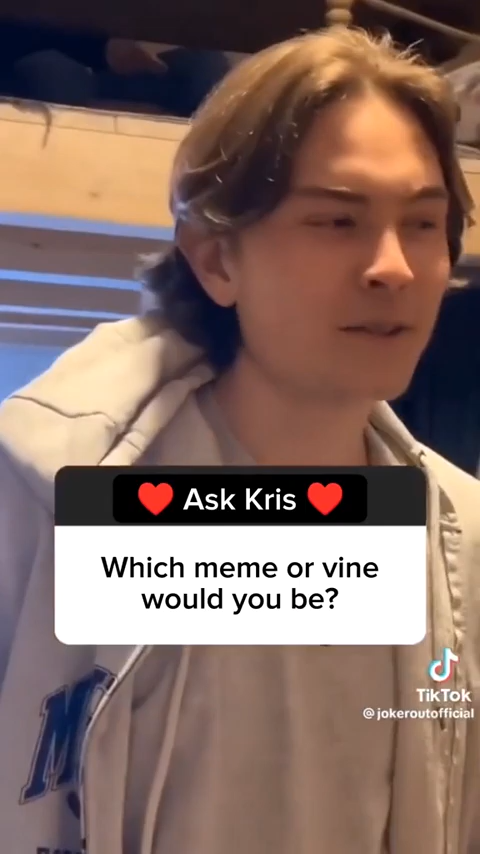 ❤️ Ask Kris ❤️
Which meme or vine
would you be?
TikTok
@jokeroutofficial
M